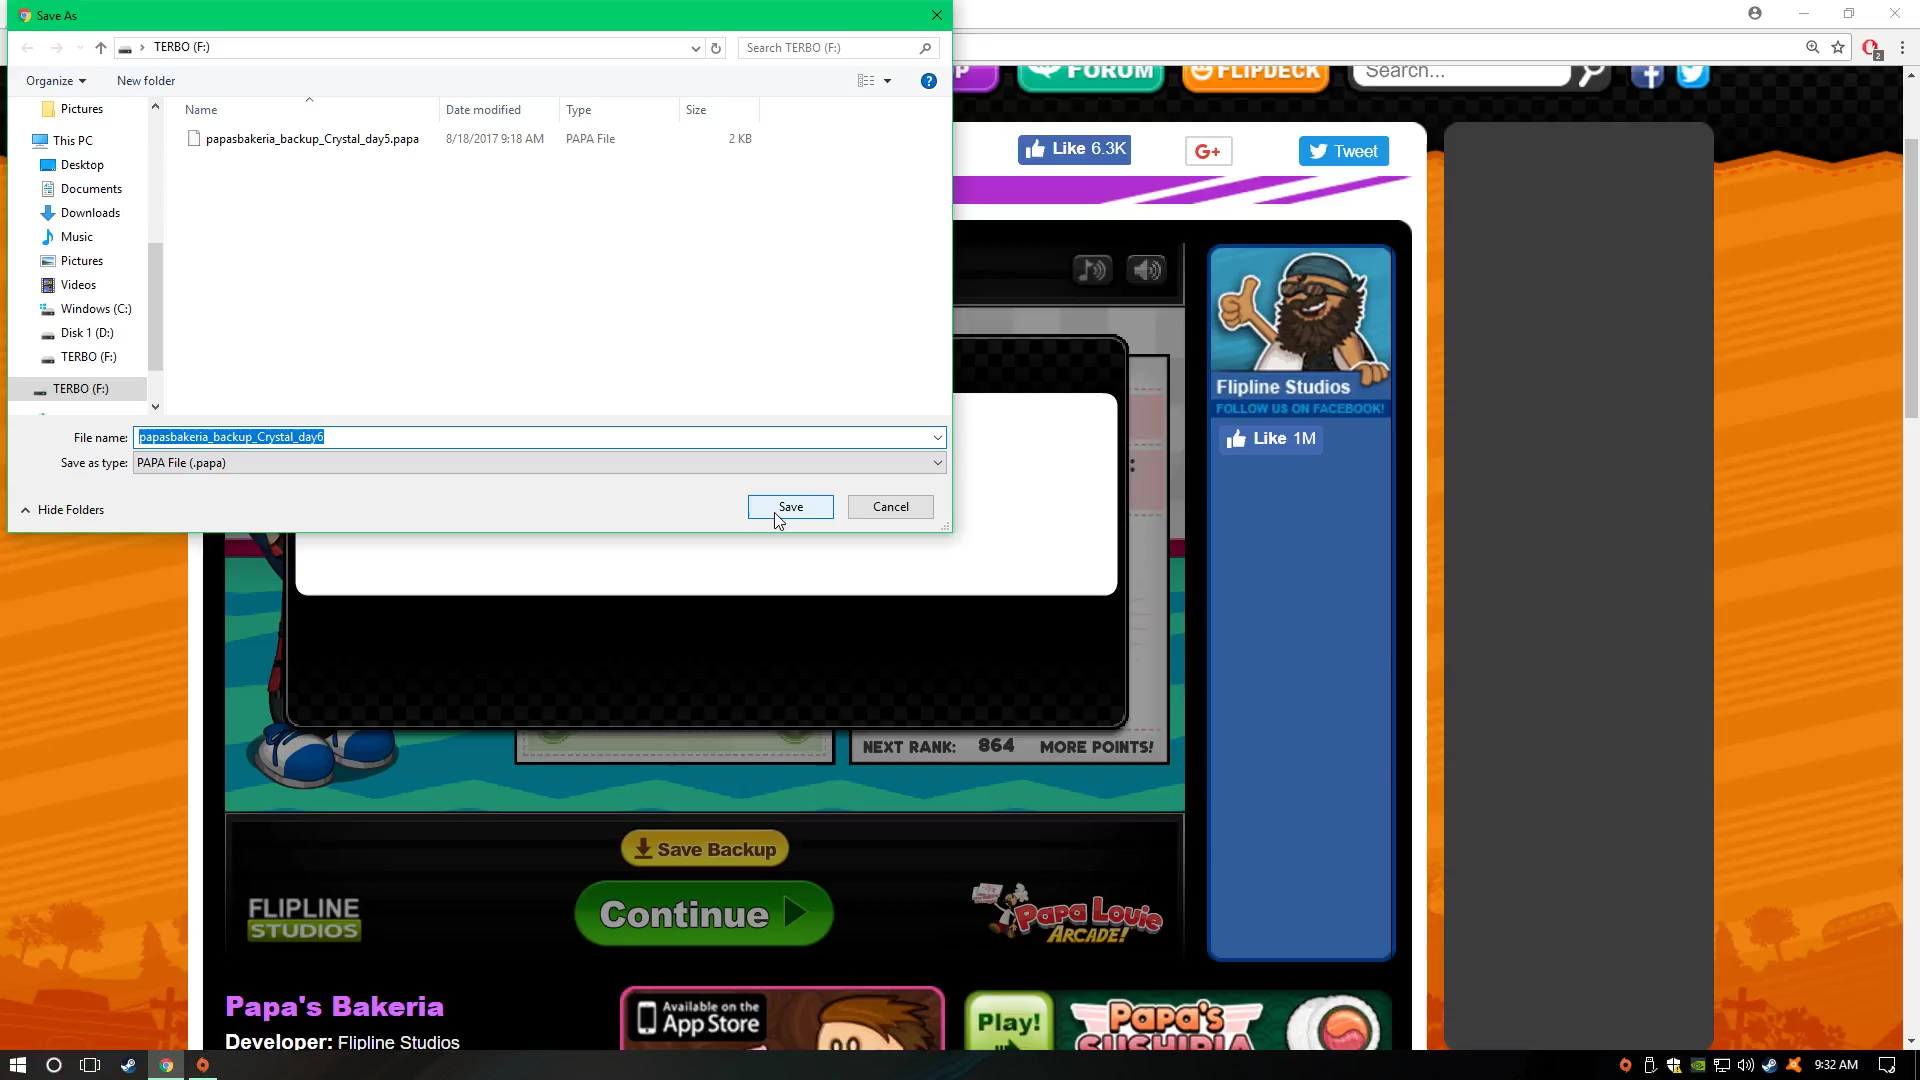 Save As
TERBO (F:)
Search TERBO (F:)
Organize
New folder
Name
Date modified
Type
Size
papasbakeria_backup_Crystal_day5.papa
8/18/2017 9:18 AM
PAPA File
2 KB
Pictures
This PC
Desktop
Documents
Downloads
Music
Pictures
Videos
Windows (C:)
Disk 1 (D:)
TERBO (F:)
TERBO (F:)
File name:
papasbakeria_backup_Crystal_day6
Save as type:
PAPA File (.papa)
Hide Folders
Save
Cancel
2
FORUM
FLIPDECK
Search...
Like 6.3K
G+
Tweet
Flipline Studios
FOLLOW US ON FACEBOOK!
Like 1M
NEXT RANK: 864 MORE POINTS!
Save Backup
Continue
FLIPLINE
STUDIOS
Papa Louie
ARCADE!
Papa's Bakeria
Developer: Flipline Studios
Available on the
App Store
Play!
Papa's
SUSHIRIA
9:32 AM